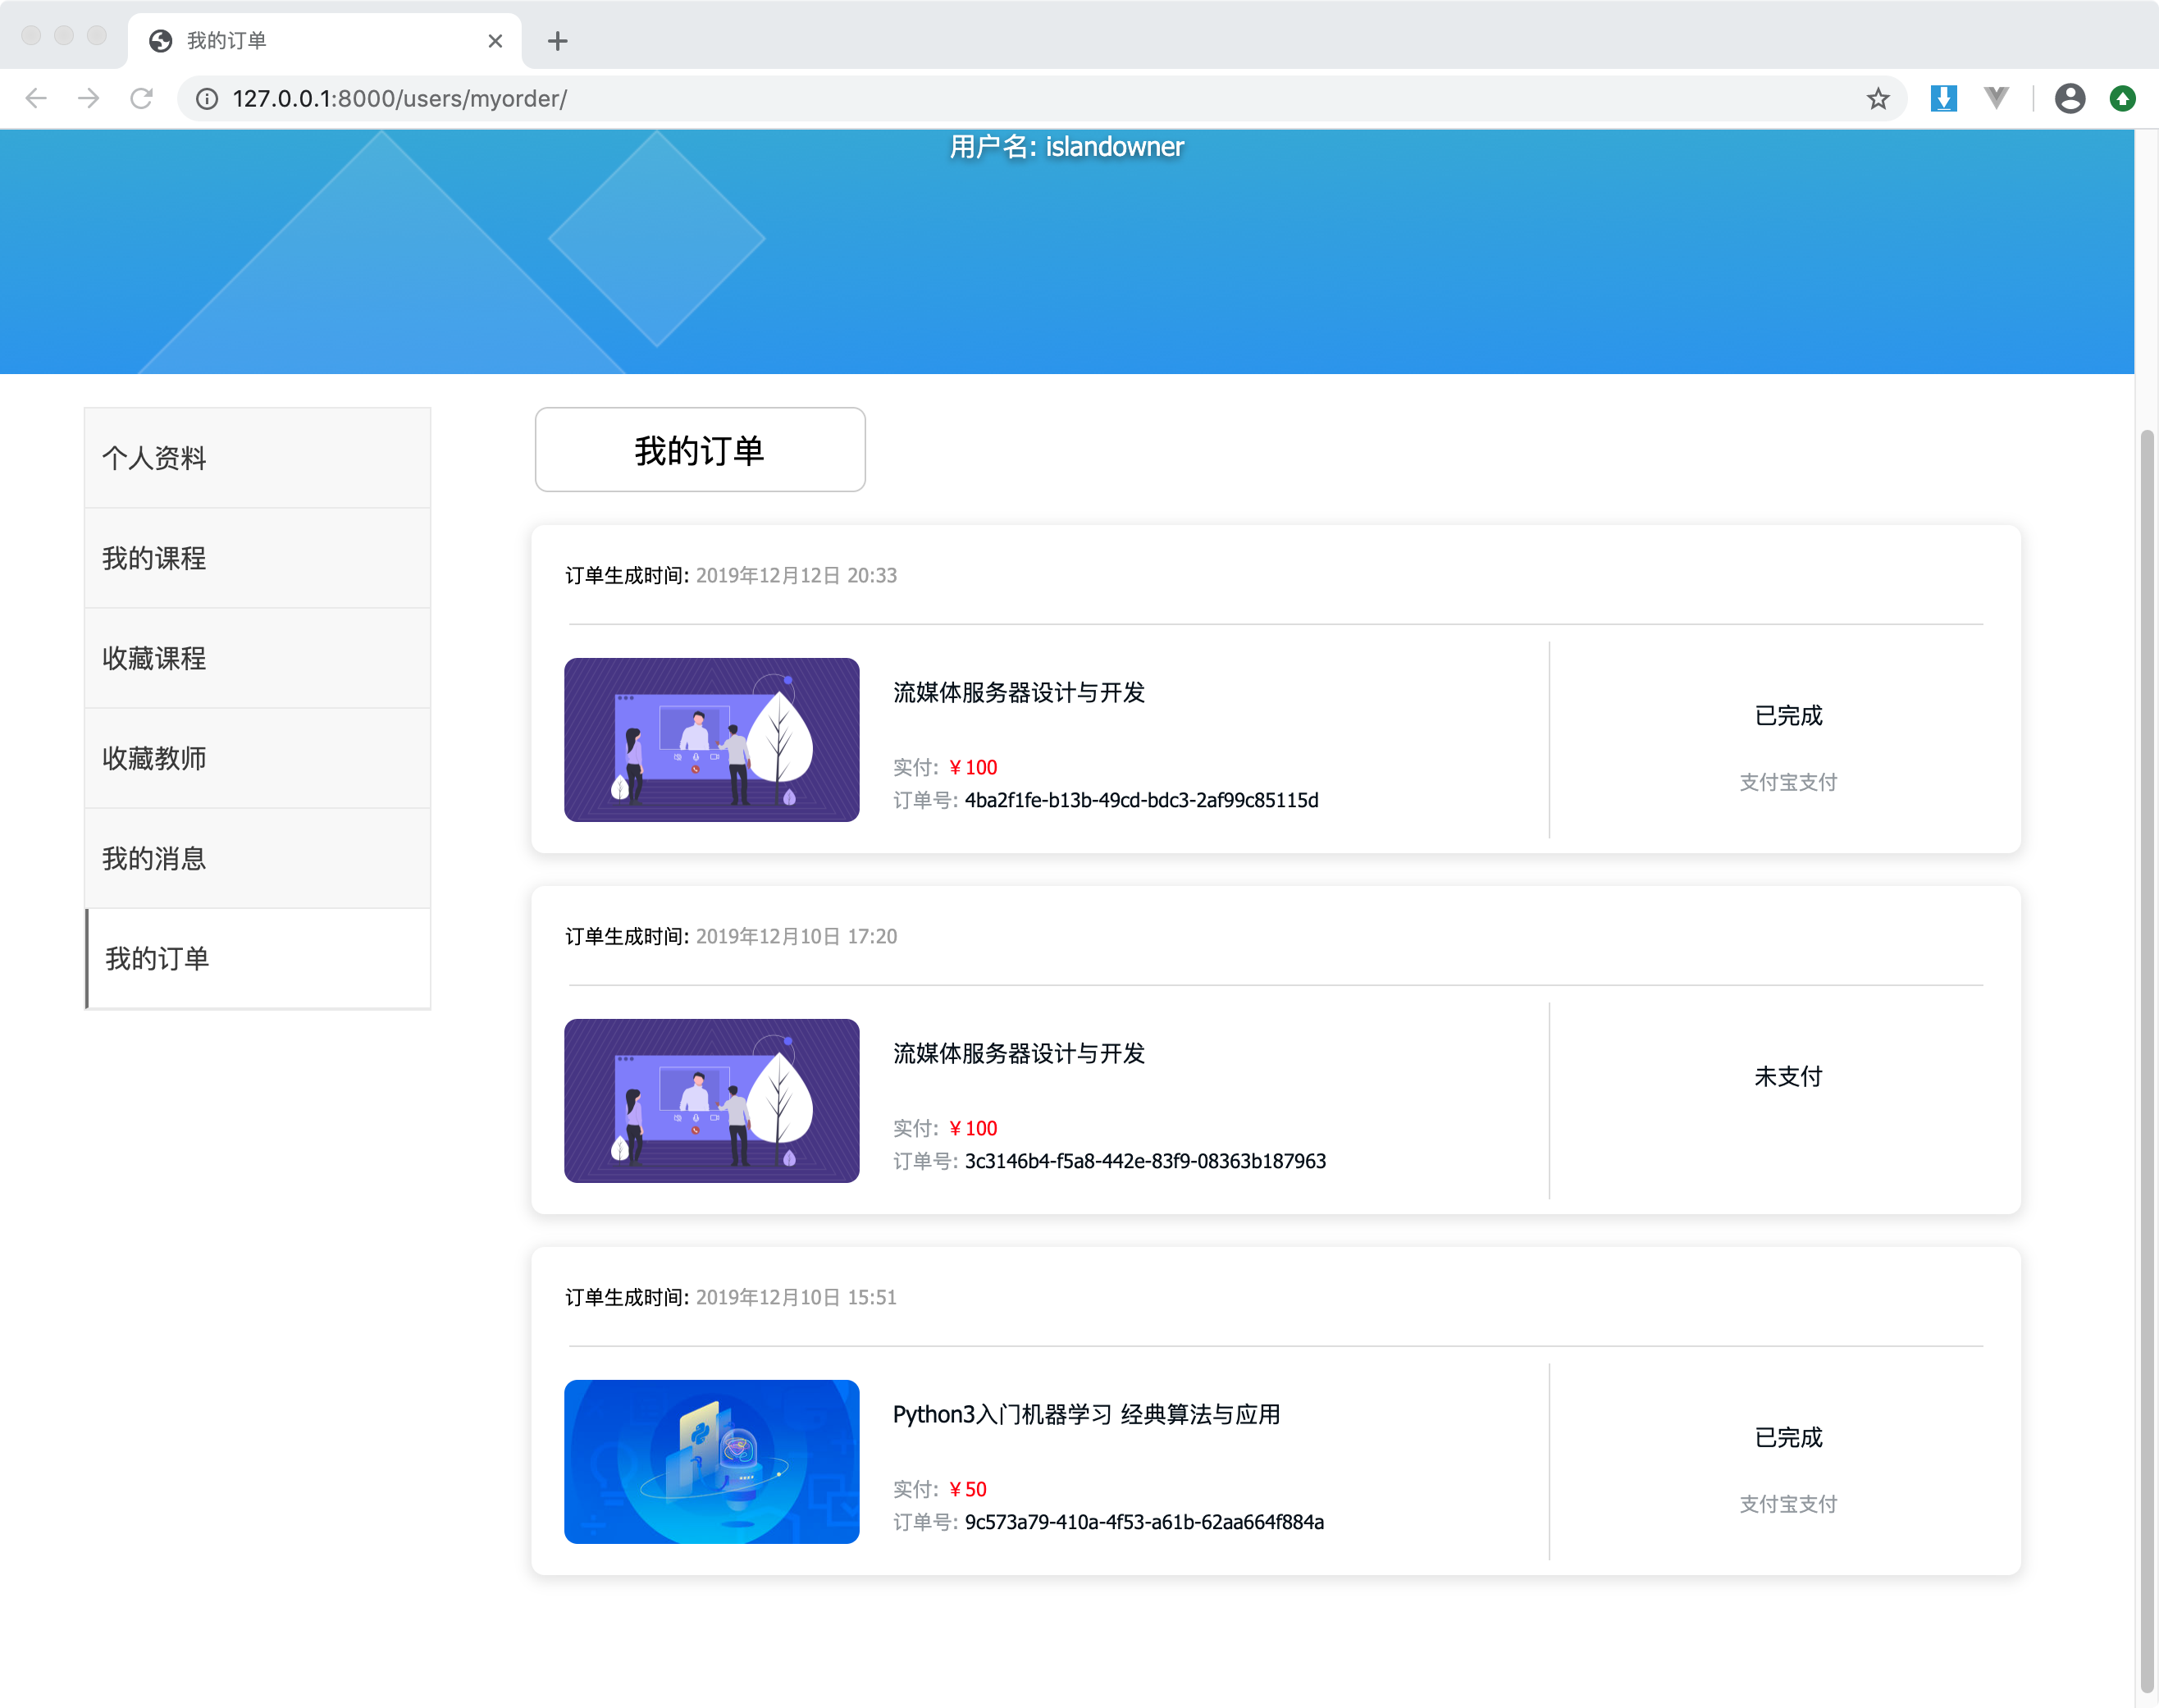 我的订单
127.0.0.1:8000/users/myorder/
用户名: islandowner
个人资料
我的课程
收藏课程
收藏教师
我的消息
我的订单
我的订单
订单生成时间: 2019年12月12日 20:33
流媒体服务器设计与开发
实付: ¥100
订单号: 4ba2f1fe-b13b-49cd-bdc3-2af99c85115d
已完成
支付宝支付
订单生成时间: 2019年12月10日 17:20
流媒体服务器设计与开发
实付: ¥100
订单号: 3c3146b4-f5a8-442e-83f9-08363b187963
未支付
订单生成时间: 2019年12月10日 15:51
Python3入门机器学习 经典算法与应用
实付: ¥50
订单号: 9c573a79-410a-4f53-a61b-62aa664f884a
已完成
支付宝支付